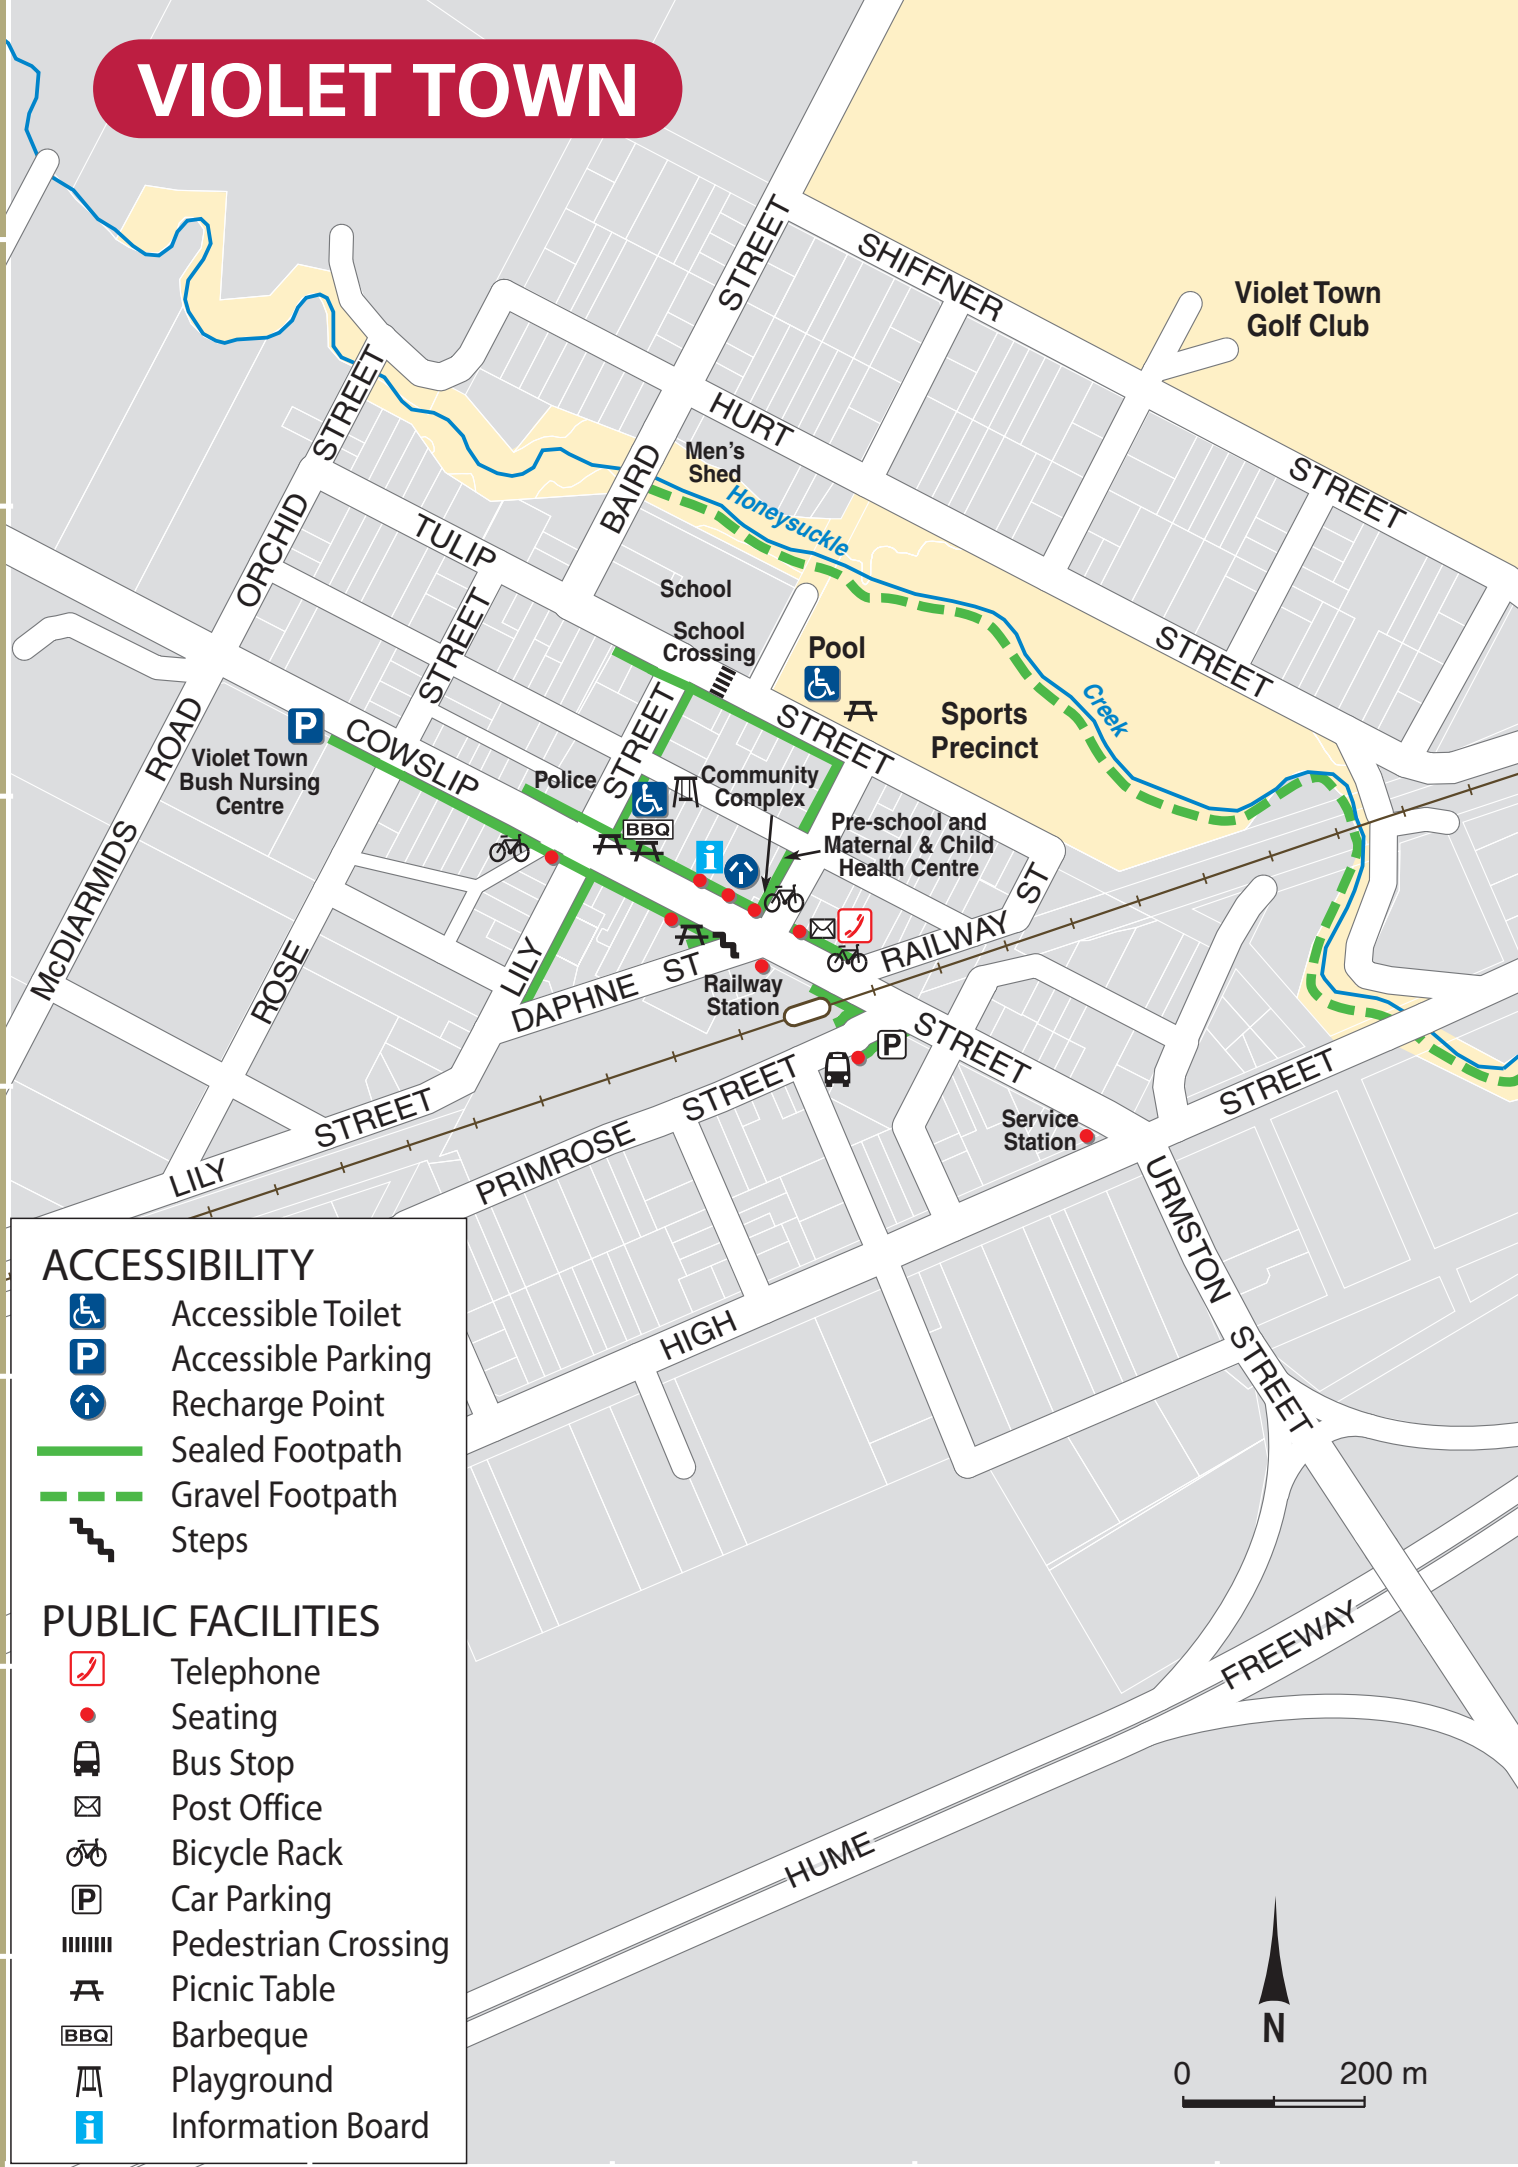 VIOLET TOWN
STREET
SHIFFNER
STREET
Violet Town
Golf Club
STREET
HURT
STREET
BAIRD
Men's
Shed
Honeysuckle
Creek
ORCHID
TULIP
STREET
School
School
Crossing
Pool
Sports
Precinct
STREET
STREET
P
COWSLIP
ROAD
Violet Town
Bush Nursing
Centre
Police
Community
Complex
BBQ
i
Pre-school and
Maternal & Child
Health Centre
McDIARMIDS
ROSE
LILY
DAPHNE ST
RAILWAY ST
Railway
Station
STREET
P
STREET
PRIMROSE
STREET
LILY
Service
Station
STREET
URMSTON
STREET
HIGH
FREEWAY
HUME
N
0 200 m
ACCESSIBILITY
Accessible Toilet
P Accessible Parking
Recharge Point
Sealed Footpath
Gravel Footpath
Steps
PUBLIC FACILITIES
Telephone
Seating
Bus Stop
Post Office
Bicycle Rack
P Car Parking
Pedestrian Crossing
Picnic Table
BBQ Barbeque
Playground
i Information Board